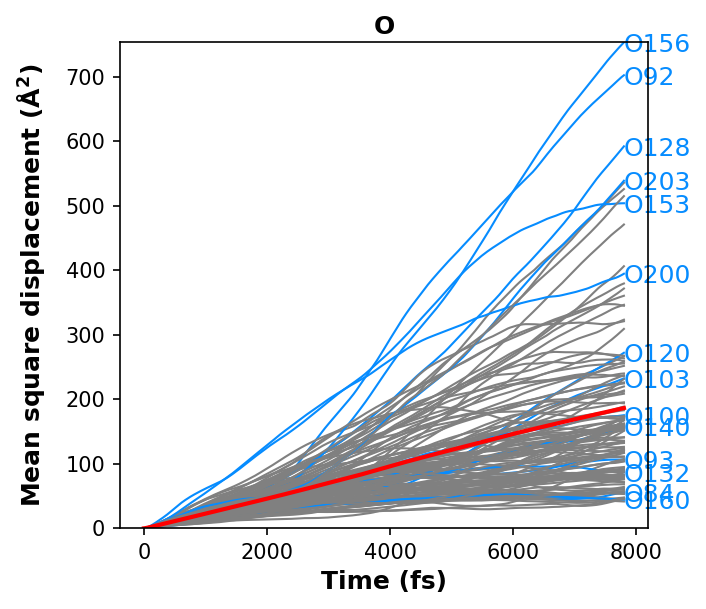 O
Mean square displacement (Å²)
700
600
500
400
300
200
100
0
O156
O92
O128
O203
O153
O200
O120
O103
O100
O140
O93
O132
O84
O160
0 2000 4000 6000 8000
Time (fs)